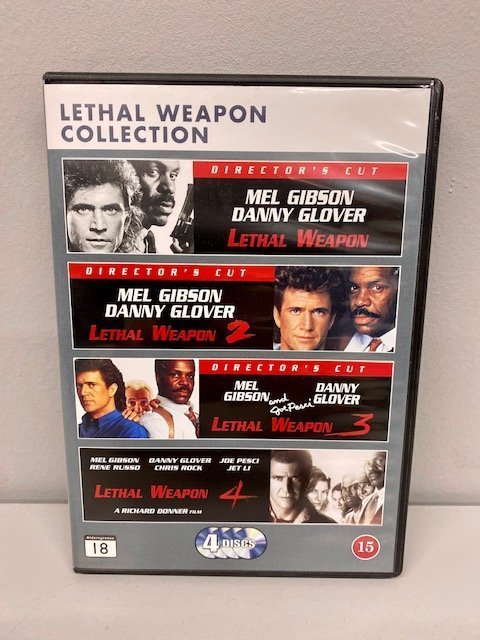 LETHAL WEAPON
COLLECTION
DIRECTOR'S CUT
MEL GIBSON
DANNY GLOVER
LETHAL WEAPON
DIRECTOR'S CUT
MEL GIBSON
DANNY GLOVER
LETHAL WEAPON 2
DIRECTOR'S CUT
MEL GIBSON and Joe Pesci DANNY GLOVER
LETHAL WEAPON 3
MEL GIBSON DANNY GLOVER JOE PESCI
RENE RUSSO CHRIS ROCK JET LI
LETHAL WEAPON 4
A RICHARD DONNER FILM
Aldersgrense
18
4 DISCS
15